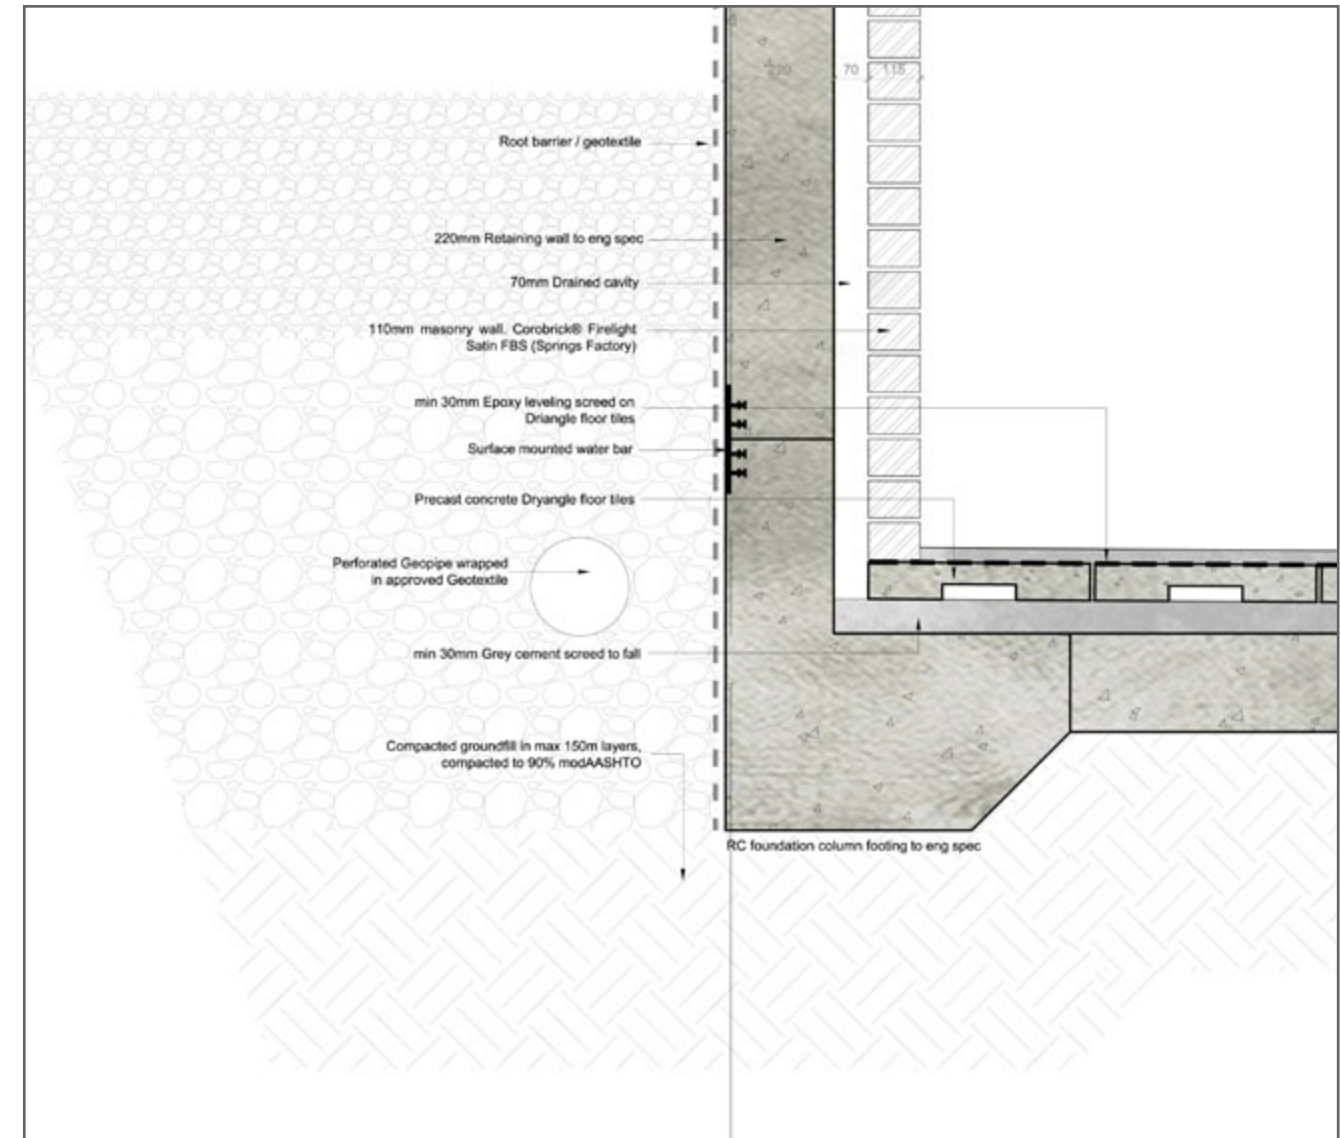 220 70 115
Root barrier / geotextile
220mm Retaining wall to eng spec
70mm Drained cavity
110mm masonry wall. Corobrick® Firelight
Satin FBS (Springs Factory)
min 30mm Epoxy leveling screed on
Driangle floor tiles
Surface mounted water bar
Precast concrete Dryangle floor tiles
Perforated Geopipe wrapped
in approved Geotextile
min 30mm Grey cement screed to fall
Compacted groundfill in max 150m layers,
compacted to 90% modAASHTO
RC foundation column footing to eng spec